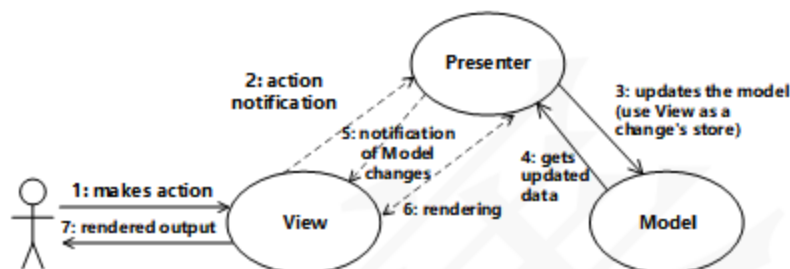 Presenter
2: action
notification
3: updates the model
(use View as a
change's store)
5: notification
of Model
changes
4: gets
updated
data
1: makes action
6: rendering
View
Model
7: rendered output